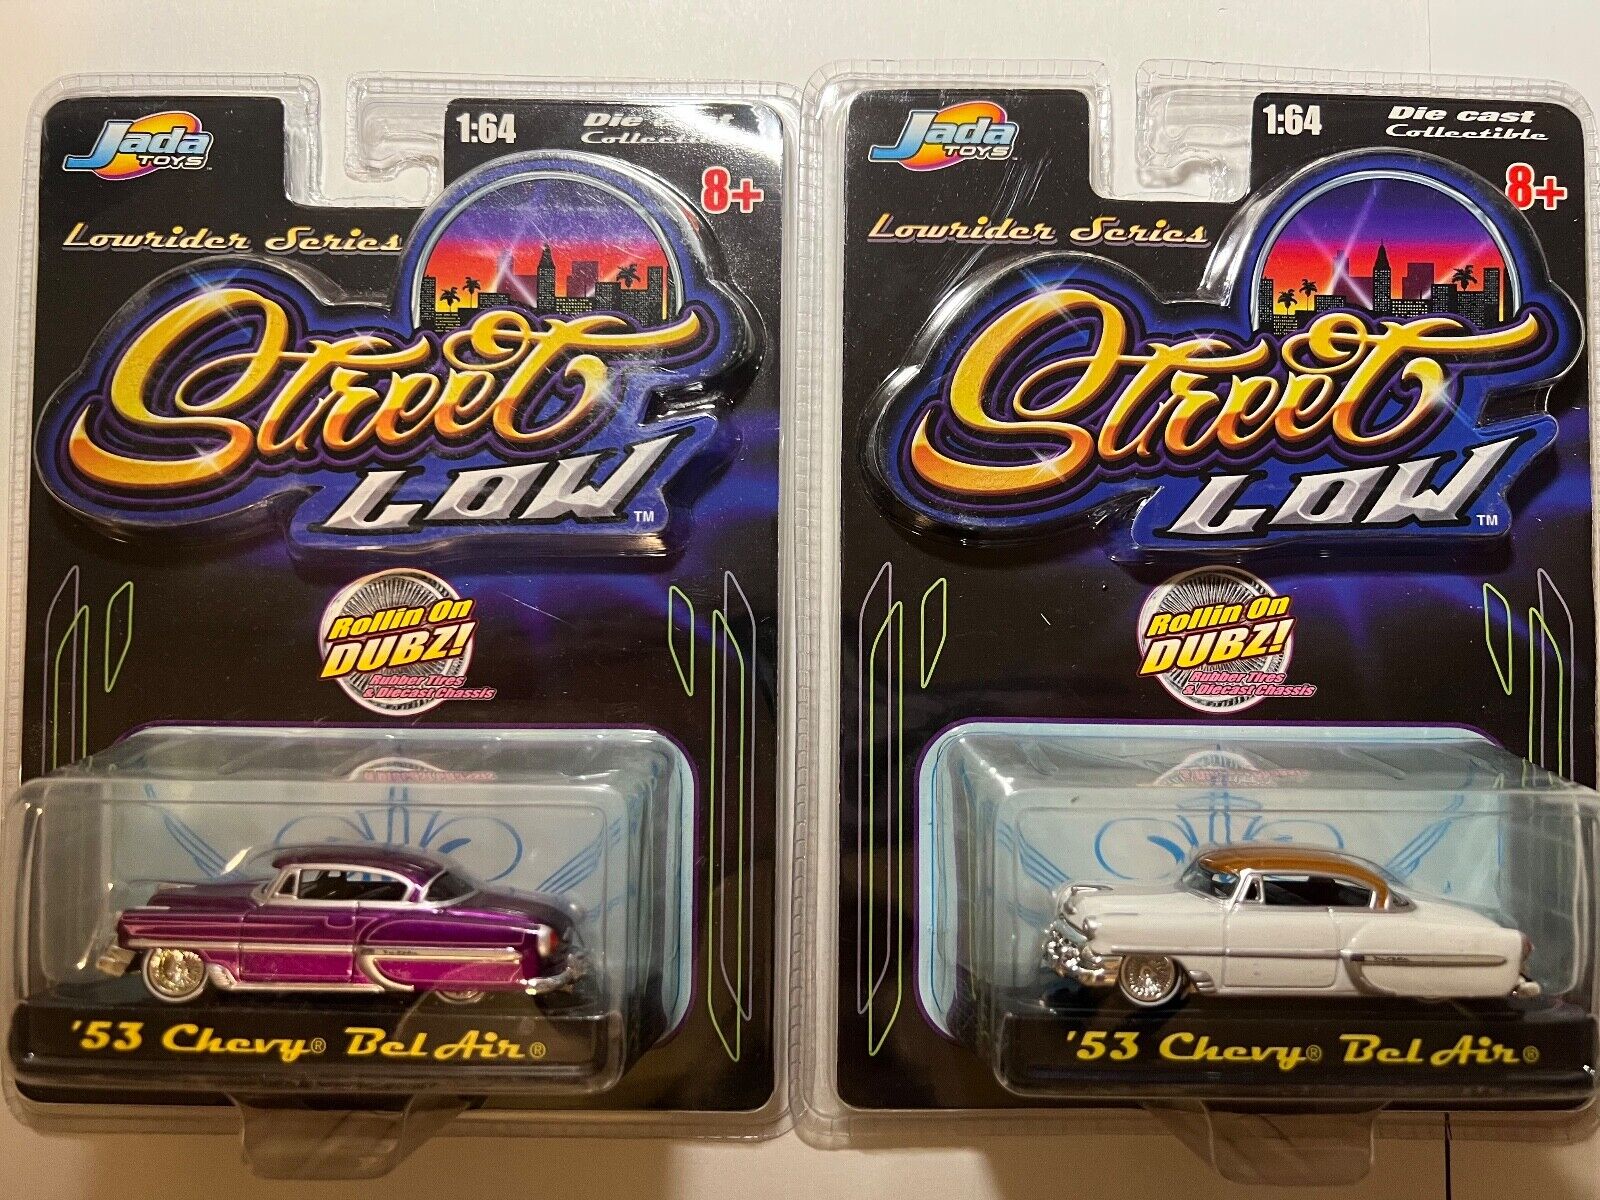 Jada
TOYS
1:64
Die cast
Collectible
8+
Lowrider Series
Street
LOW
TM
Rollin On
DUBZ!
Rubber Tires
& Diecast Chassis
'53 Chevy® Bel Air®
Jada
TOYS
1:64
Die cast
Collectible
8+
Lowrider Series
Street
LOW
TM
Rollin On
DUBZ!
Rubber Tires
& Diecast Chassis
'53 Chevy® Bel Air®